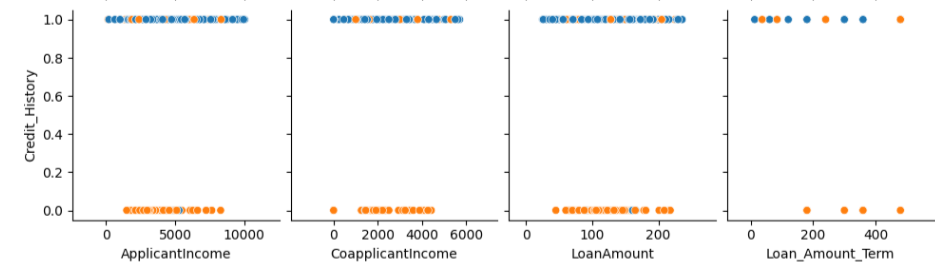 1.0
0.8
0.6
0.4
0.2
0.0
Credit_History
0 5000 10000
ApplicantIncome
0 2000 4000 6000
CoapplicantIncome
0 100 200
LoanAmount
0 200 400
Loan_Amount_Term